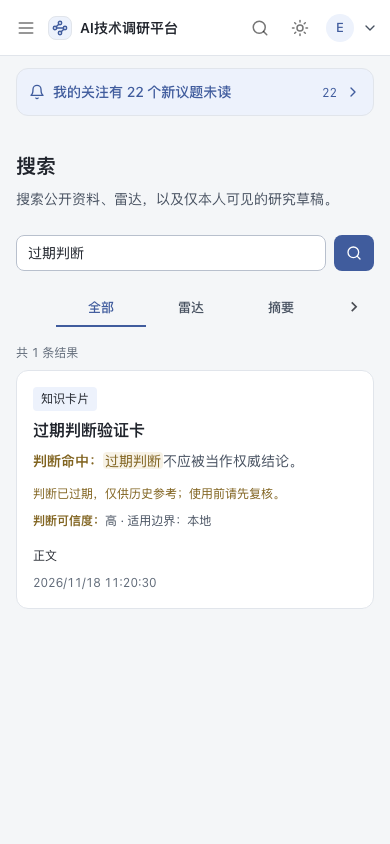 AI技术调研平台
E
我的关注有 22 个新议题未读
22
搜索
搜索公开资料、雷达，以及仅本人可见的研究草稿。
过期判断
全部
雷达
摘要
共 1 条结果
知识卡片
过期判断验证卡
判断命中：过期判断不应被当作权威结论。
判断已过期，仅供历史参考；使用前请先复核。
判断可信度：高 · 适用边界：本地
正文
2026/11/18 11:20:30